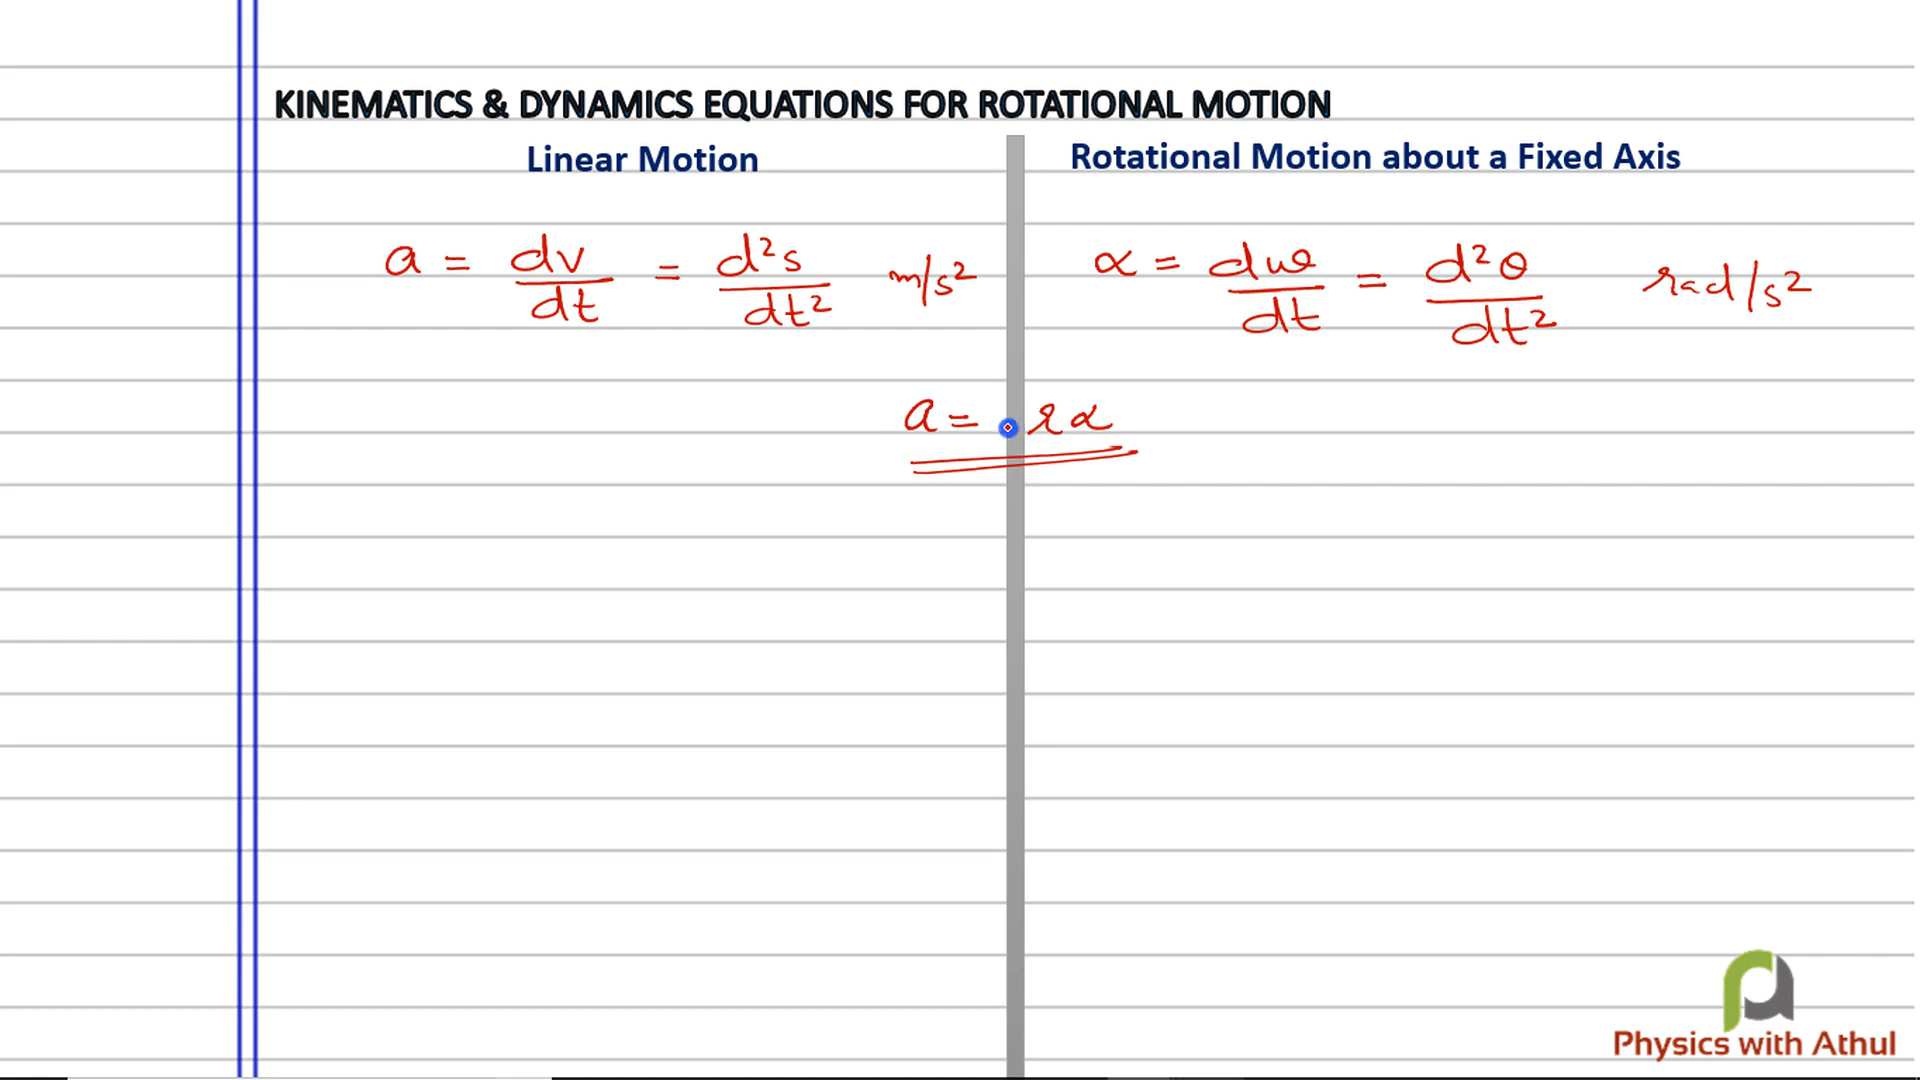 KINEMATICS & DYNAMICS EQUATIONS FOR ROTATIONAL MOTION
Linear Motion
Rotational Motion about a Fixed Axis
a = dv/dt = d²s/dt² m/s²
α = dω/dt = d²θ/dt² rad/s²
a = rα
Physics with Athul